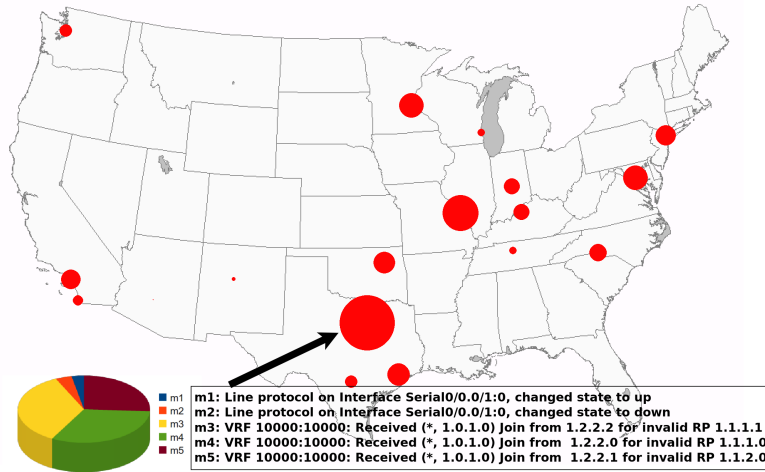 m1
m2
m3
m4
m5
m1: Line protocol on Interface Serial0/0.0/1:0, changed state to up
m2: Line protocol on Interface Serial0/0.0/1:0, changed state to down
m3: VRF 10000:10000: Received (*, 1.0.1.0) Join from 1.2.2.2 for invalid RP 1.1.1.1
m4: VRF 10000:10000: Received (*, 1.0.1.0) Join from  1.2.2.0 for invalid RP 1.1.1.0
m5: VRF 10000:10000: Received (*, 1.0.1.0) Join from  1.2.2.1 for invalid RP 1.1.2.0